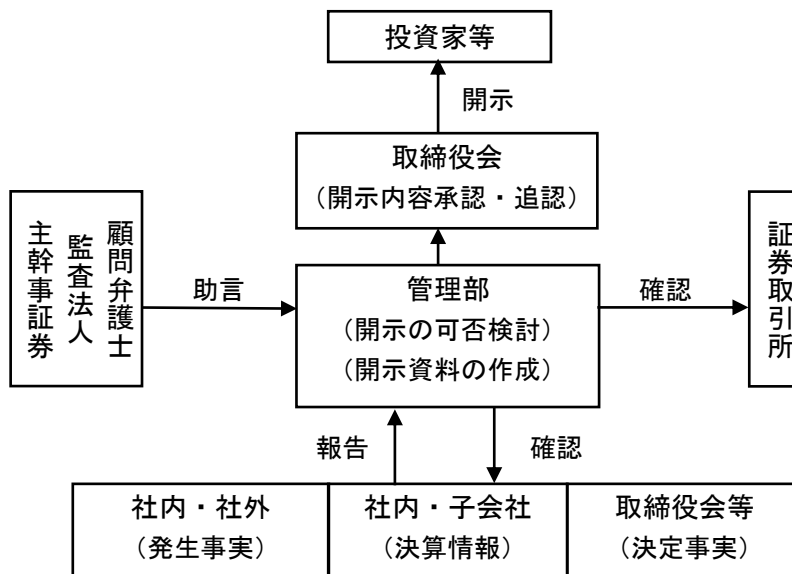 投資家等
開示
取締役会
（開示内容承認・追認）
顧問弁護士
監査法人
主幹事証券
助言
管理部
（開示の可否検討）
（開示資料の作成）
確認
証券取引所
報告
確認
社内・社外
（発生事実）
社内・子会社
（決算情報）
取締役会等
（決定事実）